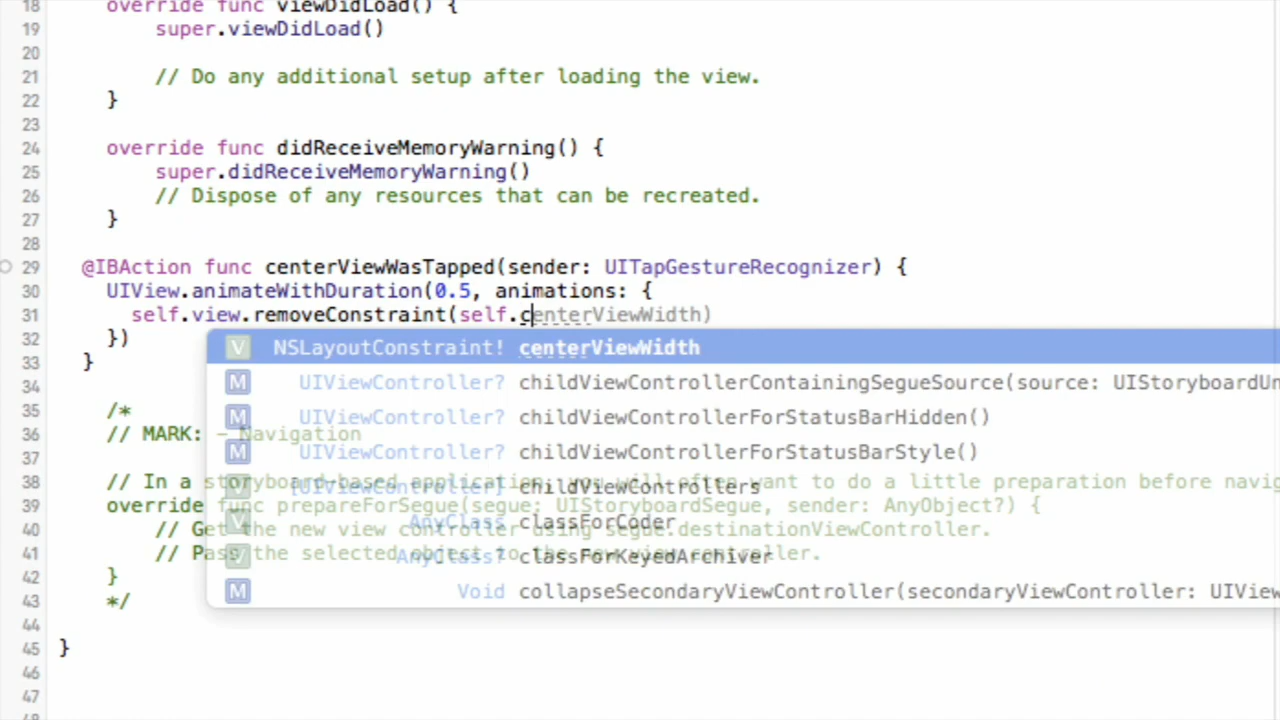 18 override func viewDidLoad() {
19 super.viewDidLoad()
20
21 // Do any additional setup after loading the view.
22 }
23
24 override func didReceiveMemoryWarning() {
25 super.didReceiveMemoryWarning()
26 // Dispose of any resources that can be recreated.
27 }
28
29 @IBAction func centerViewWasTapped(sender: UITapGestureRecognizer) {
30 UIView.animateWithDuration(0.5, animations: {
31 self.view.removeConstraint(self.centerViewWidth)
32 })
V NSLayoutConstraint! centerViewWidth
33 }
34
M UIViewController? childViewControllerContainingSegueSource(source: UIStoryboardUn
35 /*
M UIViewController? childViewControllerForStatusBarHidden()
36 // MARK: - Navigation
37
M UIViewController? childViewControllerForStatusBarStyle()
38 // In a storyboard-based application, you will often want to do a little preparation before navig
V [UIViewController] childViewControllers
39 override func prepareForSegue(segue: UIStoryboardSegue, sender: AnyObject?) {
V AnyClass classForCoder
40 // Get the new view controller using segue.destinationViewController.
41 // Pass the selected object to the new view controller.
V AnyClass? classForKeyedArchiver
42 }
M Void collapseSecondaryViewController(secondaryViewController: UIView
43 */
44
45 }
46
47
48